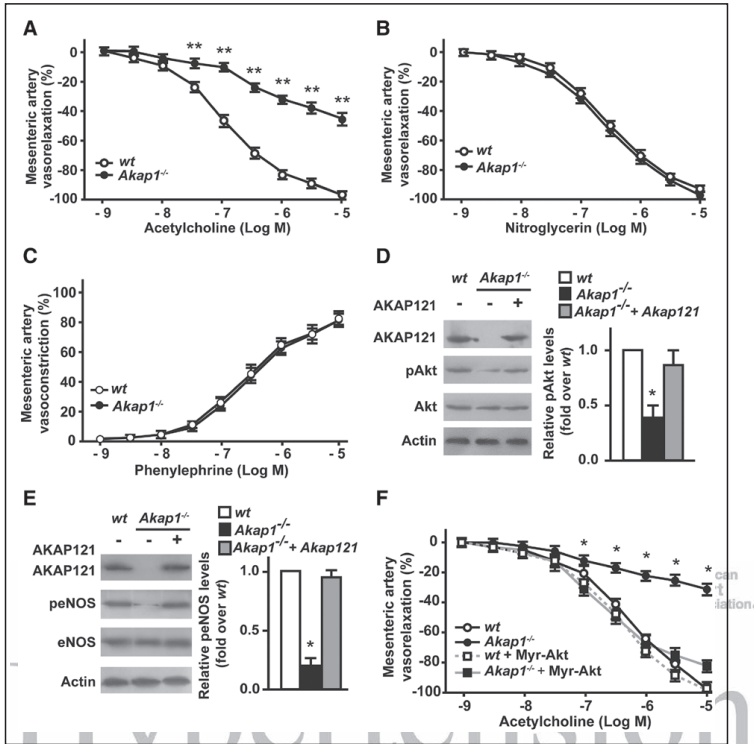 A
Mesenteric artery
vasorelaxation (%)
0
-20
-40
-60
-80
-100
** ** ** ** ** **
wt
Akap1-/-
-9 -8 -7 -6 -5
Acetylcholine (Log M)
B
Mesenteric artery
vasorelaxation (%)
0
-20
-40
-60
-80
-100
wt
Akap1-/-
-9 -8 -7 -6 -5
Nitroglycerin (Log M)
C
Mesenteric artery
vasoconstriction (%)
100
80
60
40
20
0
wt
Akap1-/-
-9 -8 -7 -6 -5
Phenylephrine (Log M)
D
wt Akap1-/-
AKAP121 - - +
AKAP121
pAkt
Akt
Actin
wt
Akap1-/-
Akap1-/- + Akap121
Relative pAkt levels
(fold over wt)
1.0
0.5
0.0
*
E
wt Akap1-/-
AKAP121 - - +
AKAP121
peNOS
eNOS
Actin
wt
Akap1-/-
Akap1-/- + Akap121
Relative peNOS levels
(fold over wt)
1.0
0.5
0.0
*
F
Mesenteric artery
vasorelaxation (%)
0
-20
-40
-60
-80
-100
* * * * *
wt
Akap1-/-
wt + Myr-Akt
Akap1-/- + Myr-Akt
-9 -8 -7 -6 -5
Acetylcholine (Log M)